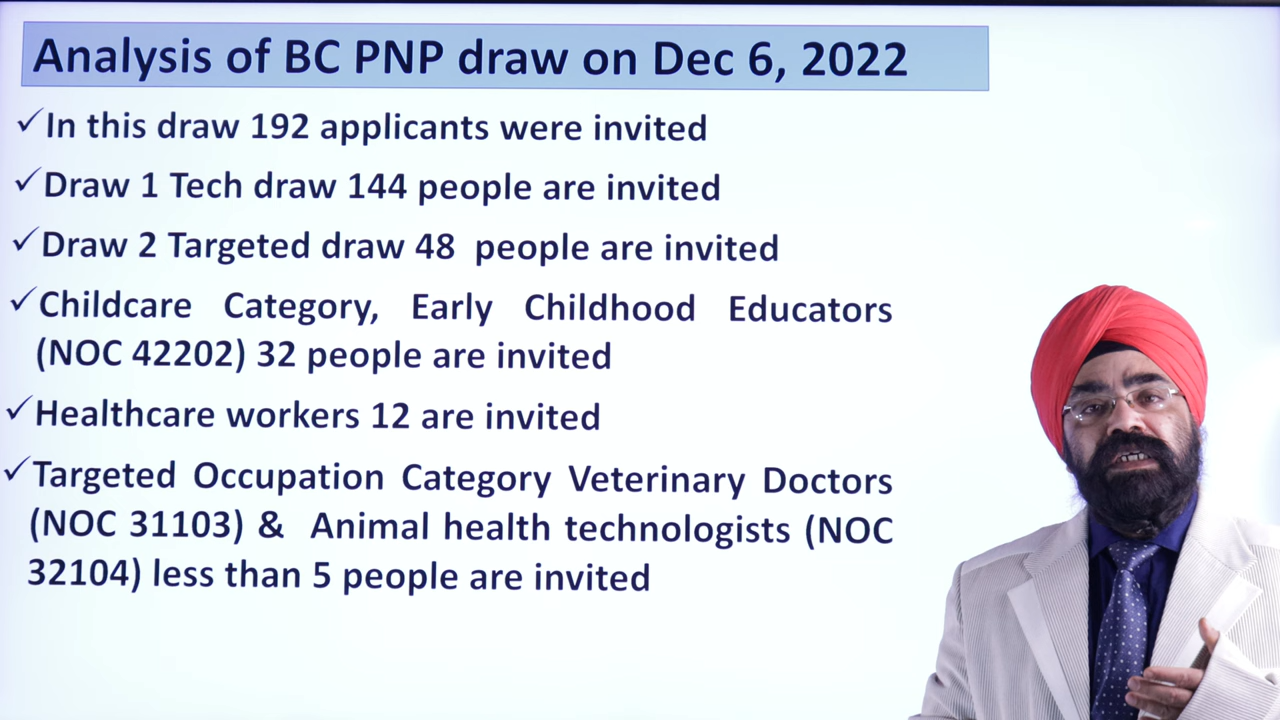 Analysis of BC PNP draw on Dec 6, 2022
✓In this draw 192 applicants were invited
✓Draw 1 Tech draw 144 people are invited
✓Draw 2 Targeted draw 48 people are invited
✓Childcare Category, Early Childhood Educators
(NOC 42202) 32 people are invited
✓Healthcare workers 12 are invited
✓Targeted Occupation Category Veterinary Doctors
(NOC 31103) & Animal health technologists (NOC
32104) less than 5 people are invited